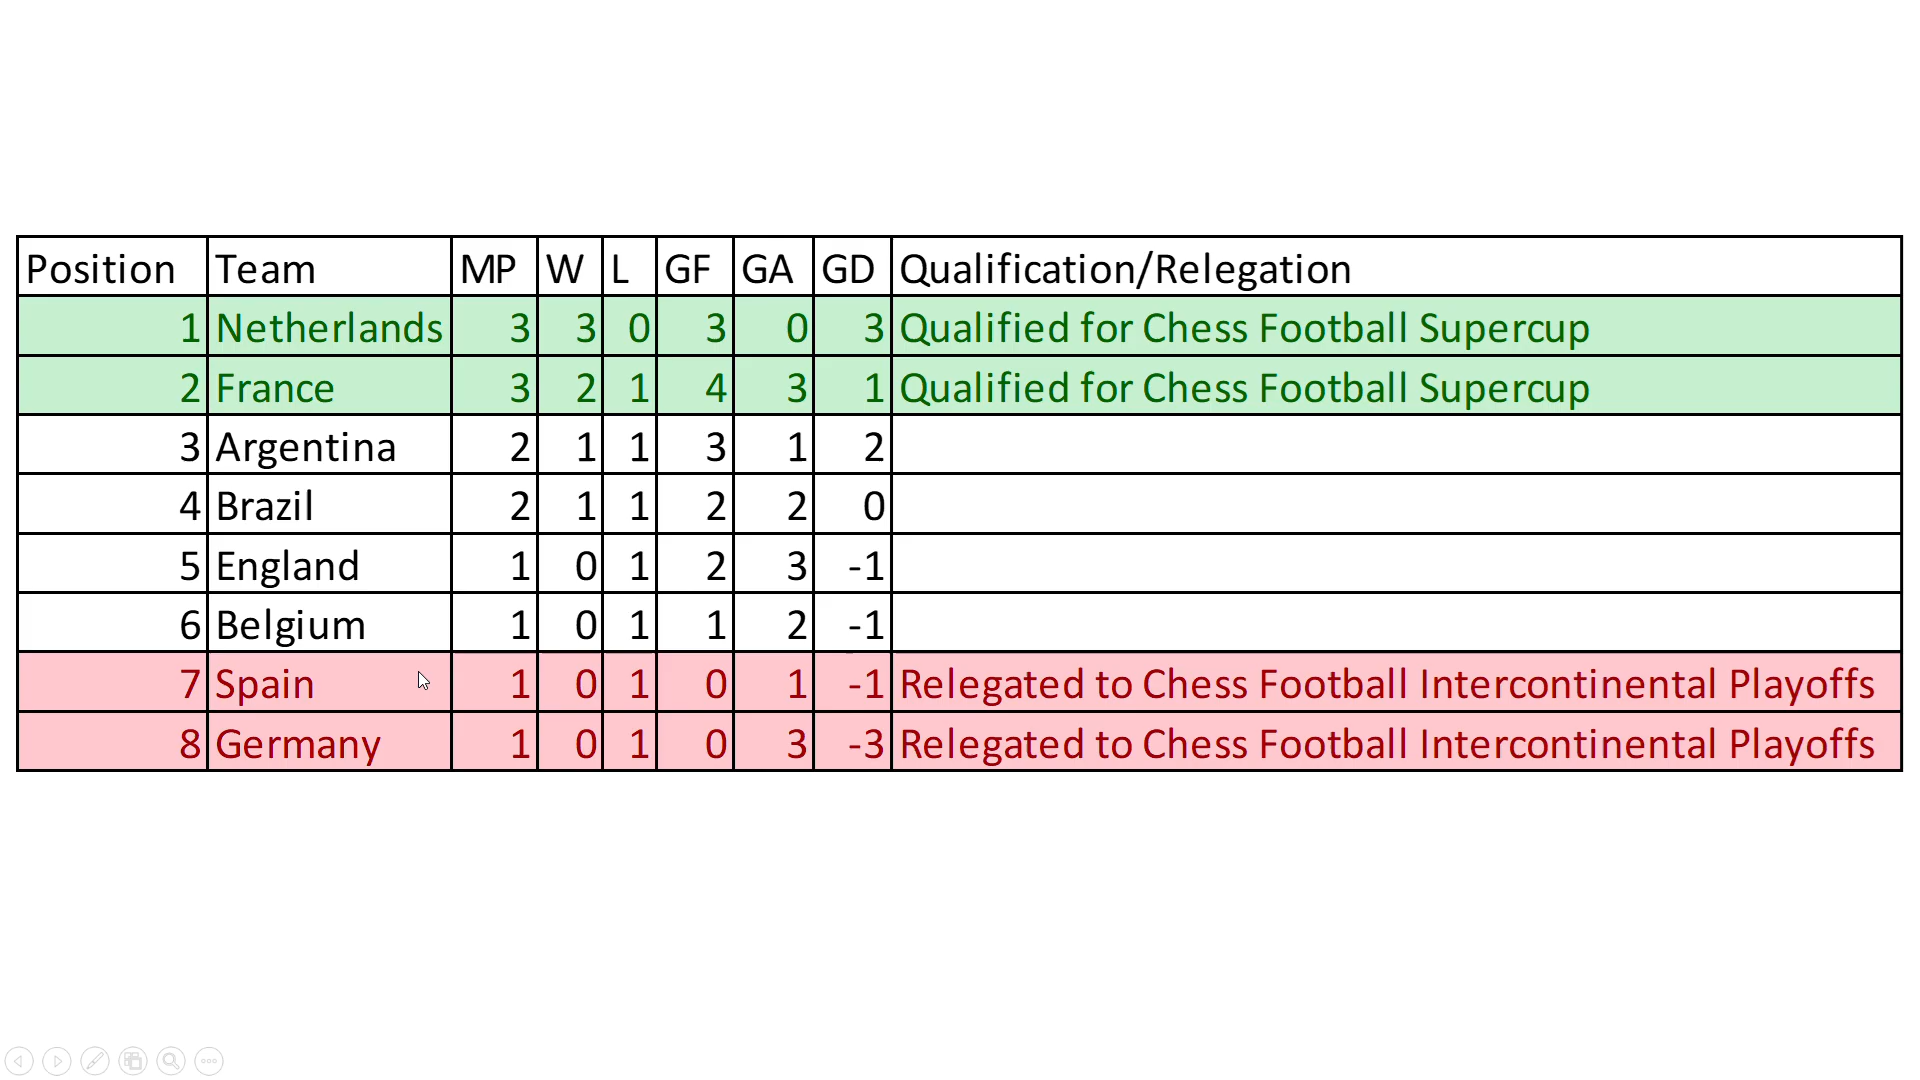 Position Team MP W L GF GA GD Qualification/Relegation
1 Netherlands 3 3 0 3 0 3 Qualified for Chess Football Supercup
2 France 3 2 1 4 3 1 Qualified for Chess Football Supercup
3 Argentina 2 1 1 3 1 2
4 Brazil 2 1 1 2 2 0
5 England 1 0 1 2 3 -1
6 Belgium 1 0 1 1 2 -1
7 Spain 1 0 1 0 1 -1 Relegated to Chess Football Intercontinental Playoffs
8 Germany 1 0 1 0 3 -3 Relegated to Chess Football Intercontinental Playoffs